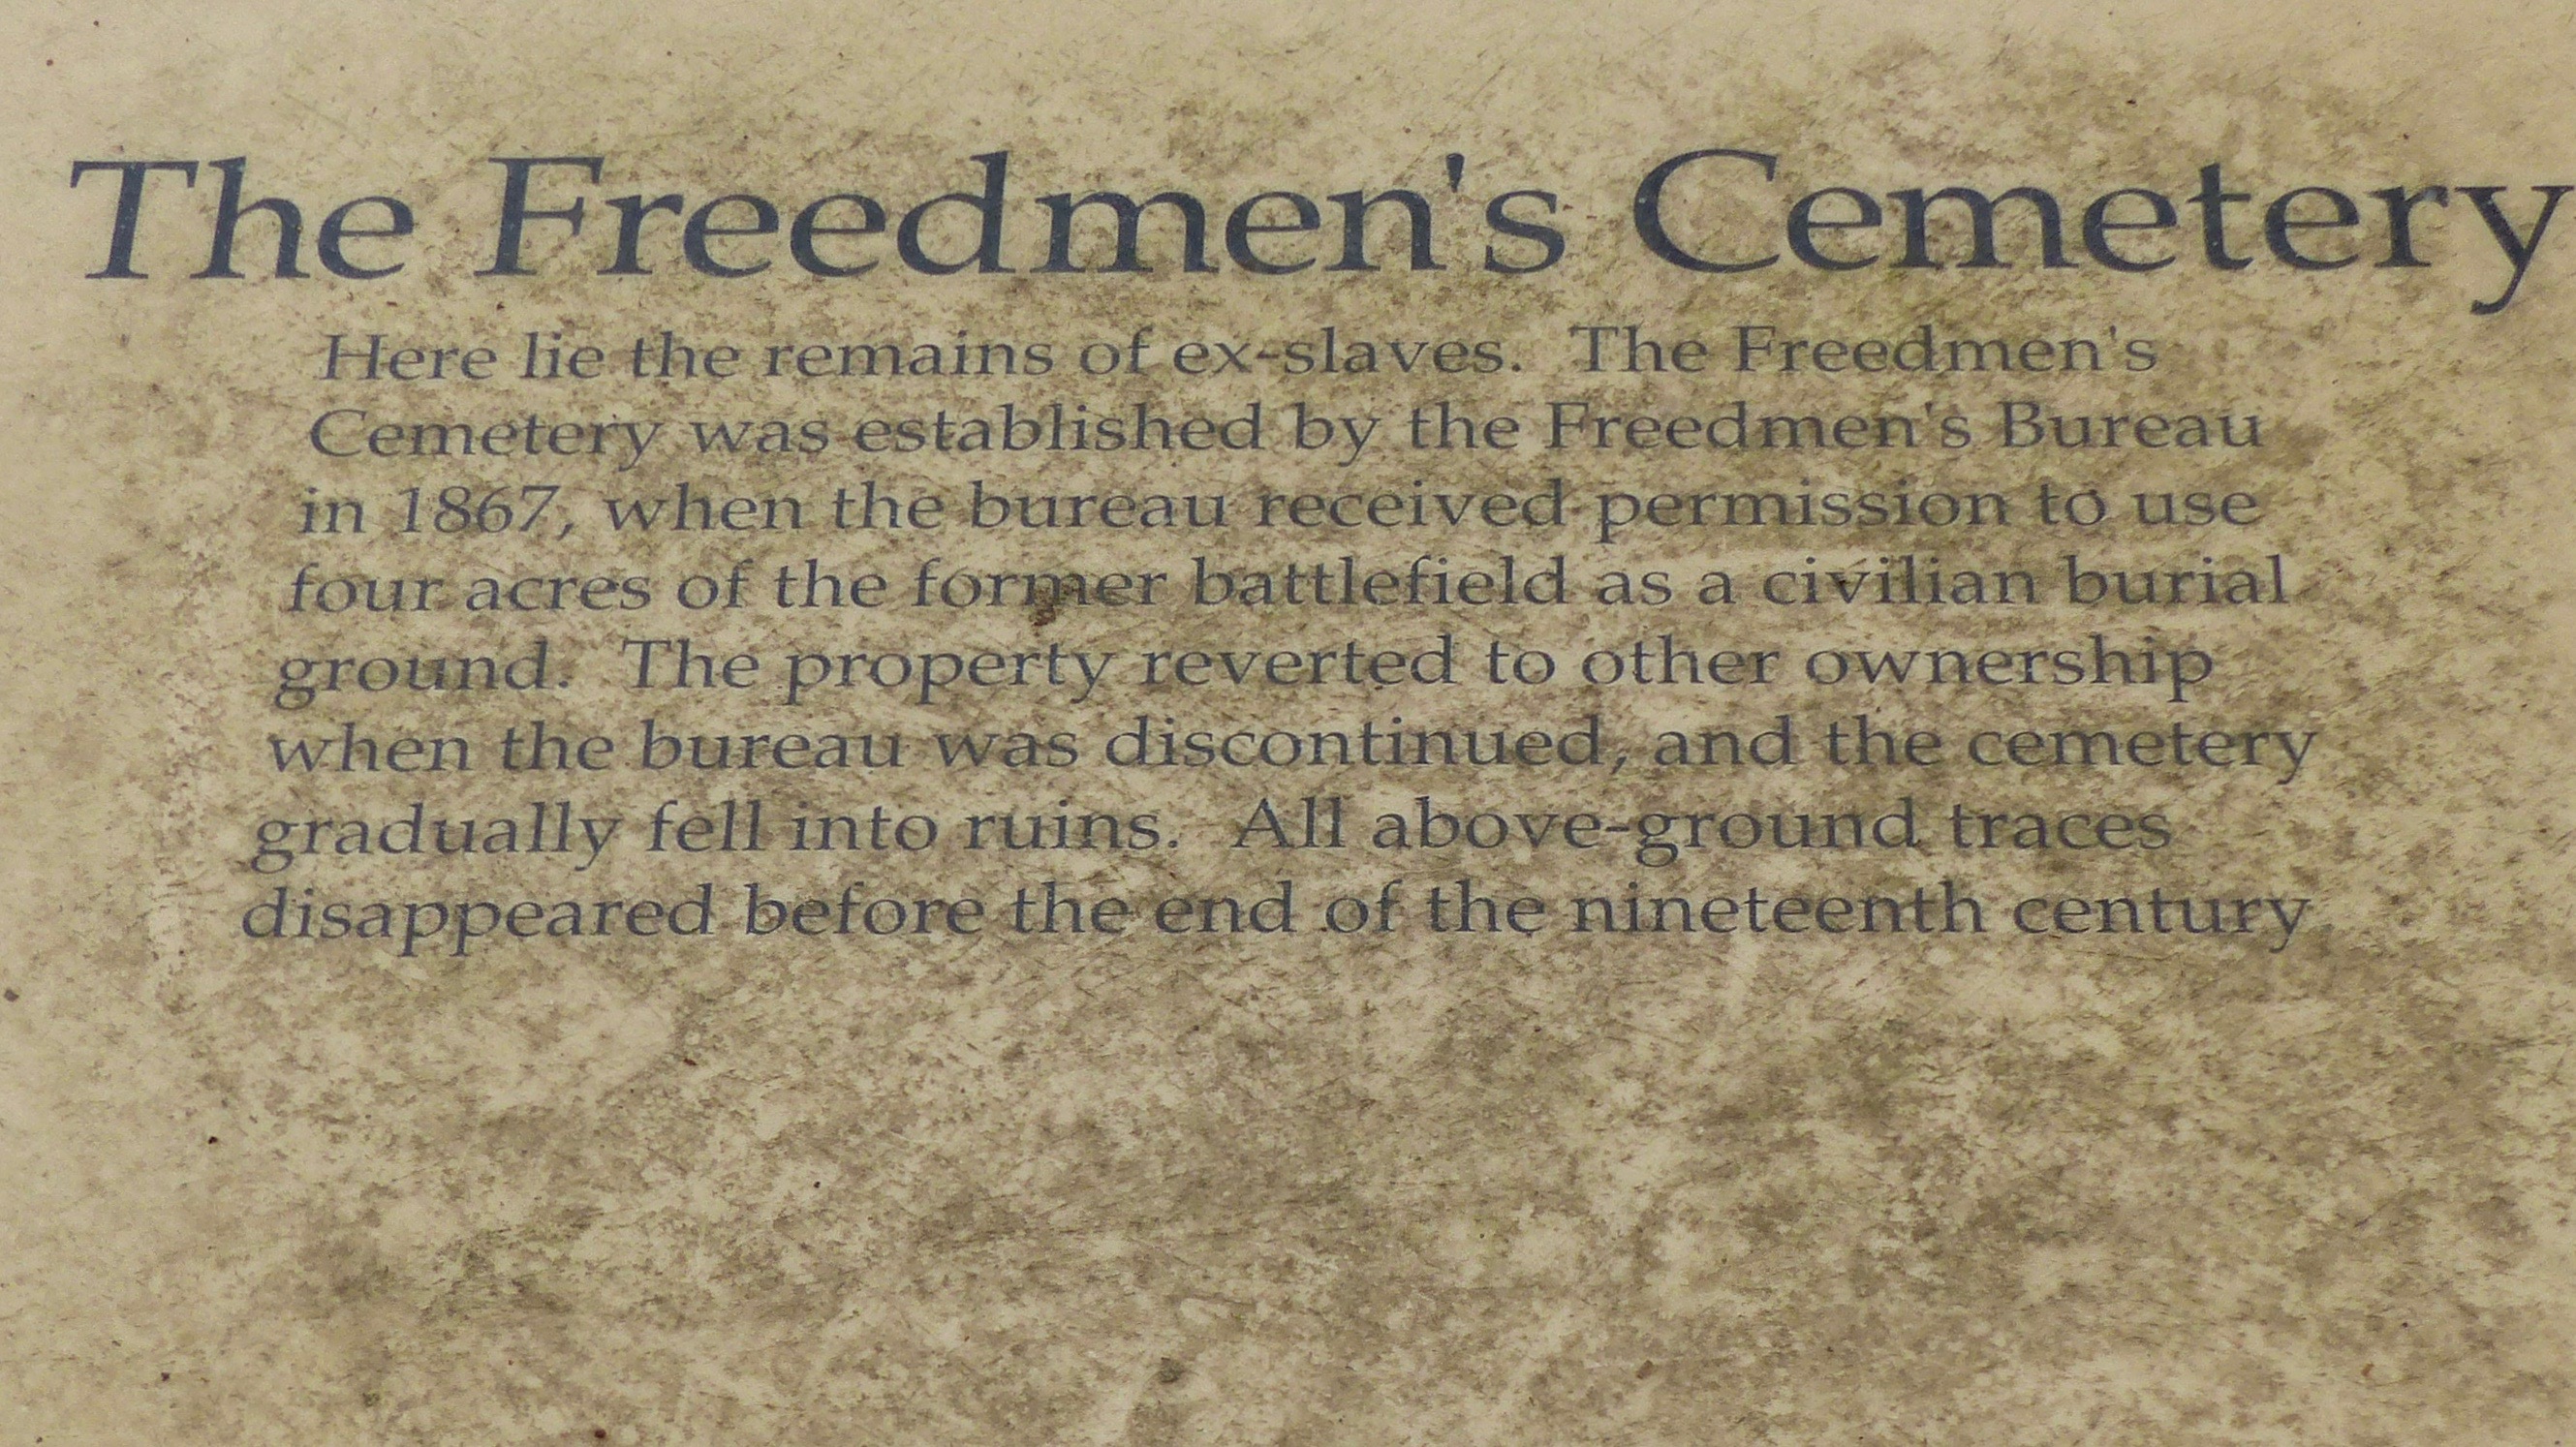 The Freedmen's Cemetery
Here lie the remains of ex-slaves.  The Freedmen's
Cemetery was established by the Freedmen's Bureau
in 1867, when the bureau received permission to use
four acres of the former battlefield as a civilian burial
ground.  The property reverted to other ownership
when the bureau was discontinued, and the cemetery
gradually fell into ruins.  All above-ground traces
disappeared before the end of the nineteenth century